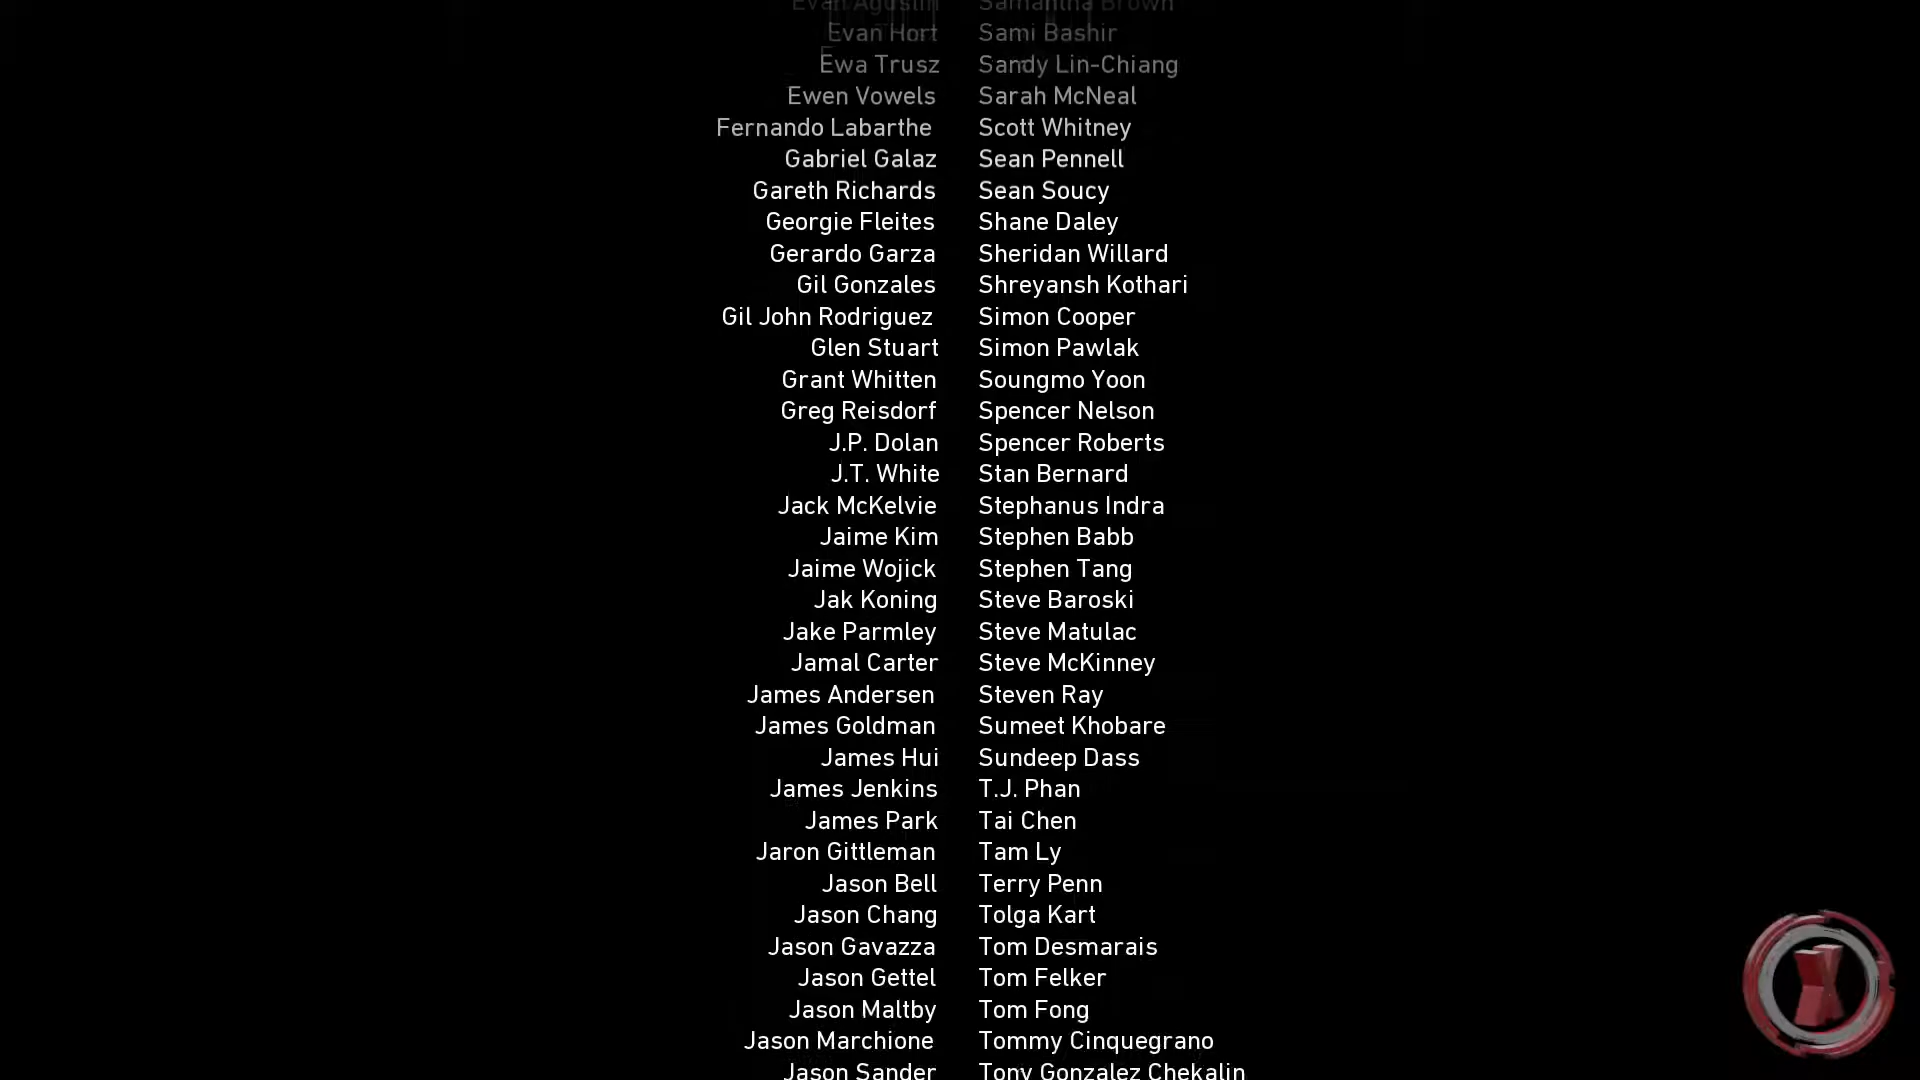 Evan Agustin Samantha Brown
Evan Hort Sami Bashir
Ewa Trusz Sandy Lin-Chiang
Ewen Vowels Sarah McNeal
Fernando Labarthe Scott Whitney
Gabriel Galaz Sean Pennell
Gareth Richards Sean Soucy
Georgie Fleites Shane Daley
Gerardo Garza Sheridan Willard
Gil Gonzales Shreyansh Kothari
Gil John Rodriguez Simon Cooper
Glen Stuart Simon Pawlak
Grant Whitten Soungmo Yoon
Greg Reisdorf Spencer Nelson
J.P. Dolan Spencer Roberts
J.T. White Stan Bernard
Jack McKelvie Stephanus Indra
Jaime Kim Stephen Babb
Jaime Wojick Stephen Tang
Jak Koning Steve Baroski
Jake Parmley Steve Matulac
Jamal Carter Steve McKinney
James Andersen Steven Ray
James Goldman Sumeet Khobare
James Hui Sundeep Dass
James Jenkins T.J. Phan
James Park Tai Chen
Jaron Gittleman Tam Ly
Jason Bell Terry Penn
Jason Chang Tolga Kart
Jason Gavazza Tom Desmarais
Jason Gettel Tom Felker
Jason Maltby Tom Fong
Jason Marchione Tommy Cinquegrano
Jason Sander Tony Gonzalez Chekalin